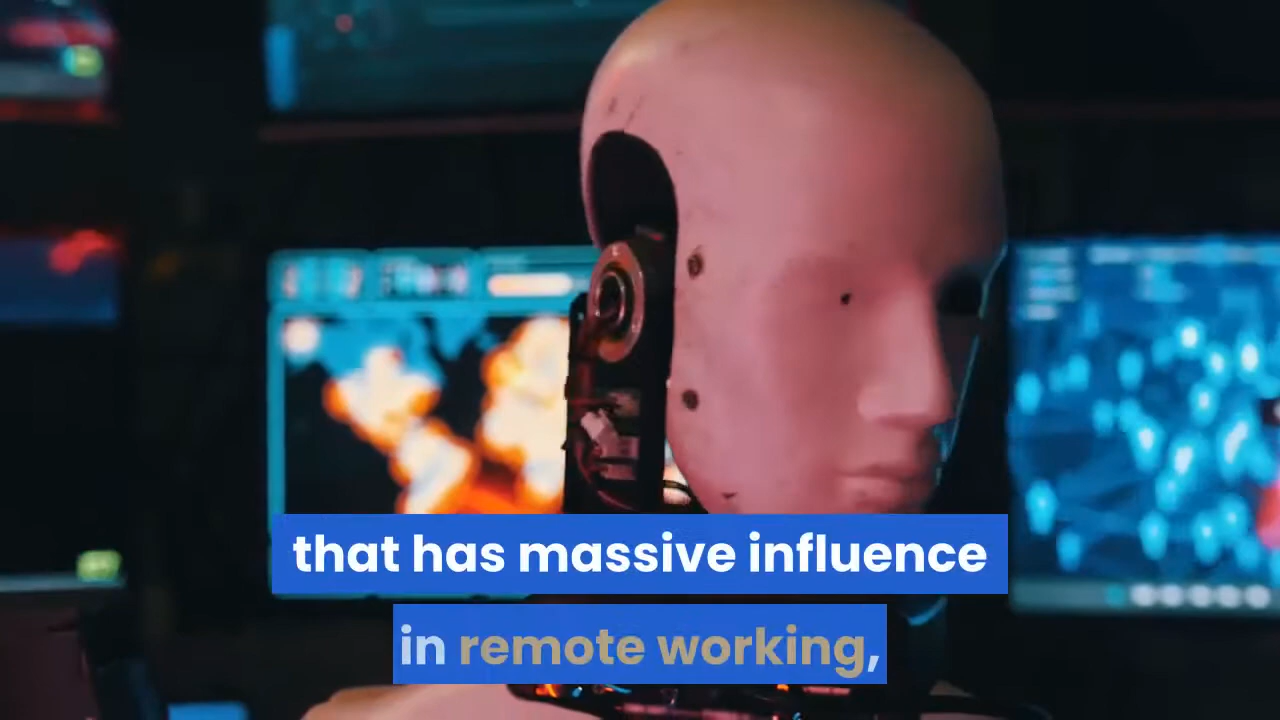 that has massive influence
in remote working,